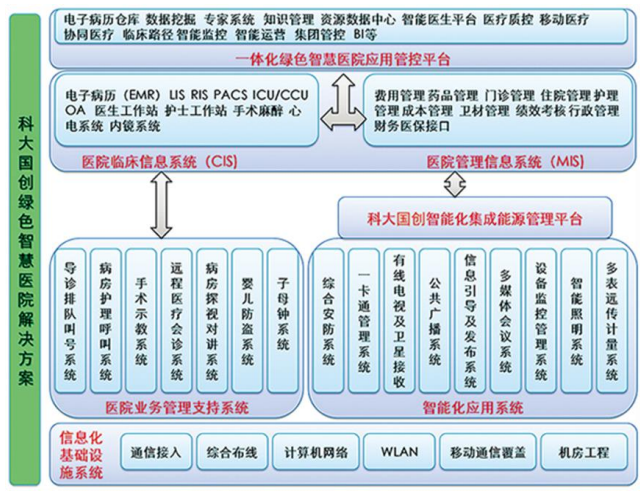 科大国创绿色智慧医院解决方案
电子病历仓库 数据挖掘 专家系统 知识管理 资源数据中心 智能医生平台 医疗质控 移动医疗
协同医疗 临床路径 智能监控 智能运营 集团管控 BI等
一体化绿色智慧医院应用管控平台
电子病历（EMR）LIS RIS PACS ICU/CCU
OA 医生工作站 护士工作站 手术麻醉 心
电系统 内镜系统
医院临床信息系统（CIS）
费用管理 药品管理 门诊管理 住院管理 护理
管理 成本管理 卫材管理 绩效考核 行政管理
财务医保接口
医院管理信息系统(MIS)
科大国创智能化集成能源管理平台
导诊排队叫号系统
病房护理呼叫系统
手术示教系统
远程医疗会诊系统
病房探视对讲系统
婴儿防盗系统
子母钟系统
医院业务管理支持系统
综合安防系统
一卡通管理系统
有线电视及卫星接收
公共广播系统
信息引导及发布系统
多媒体会议系统
设备监控管理系统
智能照明系统
多表远传计量系统
智能化应用系统
信息化
基础设
施系统
通信接入
综合布线
计算机网络
WLAN
移动通信覆盖
机房工程